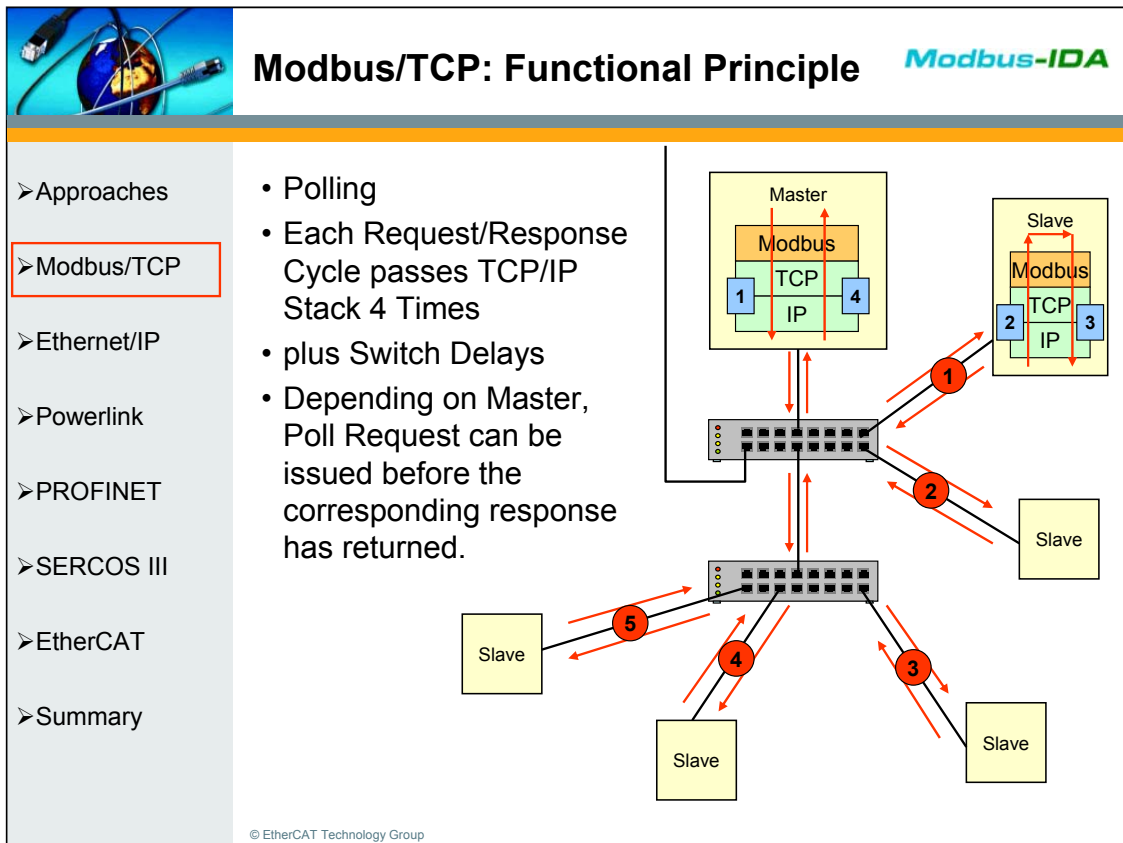 Modbus/TCP: Functional Principle
Modbus-IDA
➢Approaches
➢Modbus/TCP
➢Ethernet/IP
➢Powerlink
➢PROFINET
➢SERCOS III
➢EtherCAT
➢Summary
• Polling
• Each Request/Response
Cycle passes TCP/IP
Stack 4 Times
• plus Switch Delays
• Depending on Master,
Poll Request can be
issued before the
corresponding response
has returned.
Master
Modbus
TCP
IP
1
4
Slave
Modbus
TCP
IP
2
3
1
2
Slave
5
4
3
Slave
Slave
Slave
© EtherCAT Technology Group